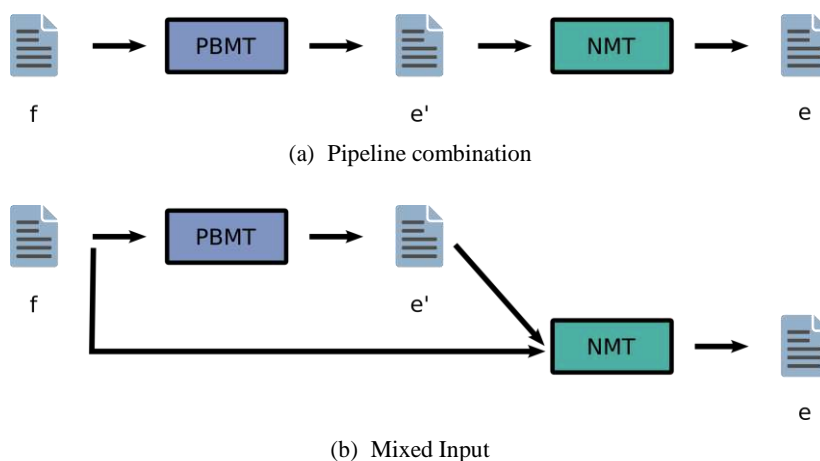 PBMT
NMT
f
e'
e
(a) Pipeline combination
PBMT
f
e'
NMT
e
(b) Mixed Input